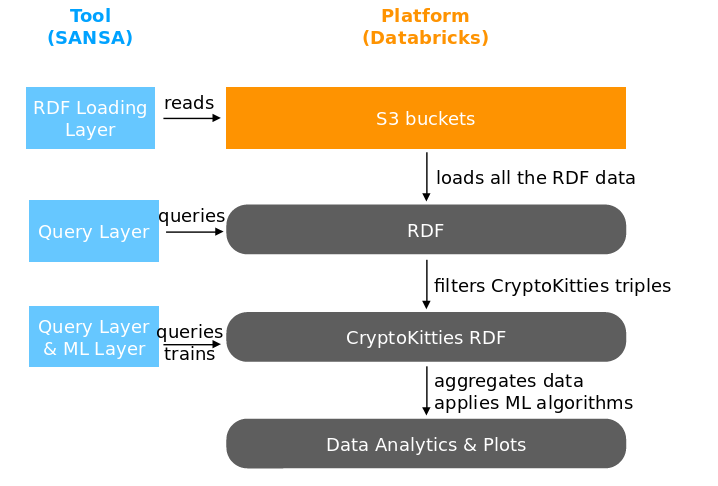 Tool
(SANSA)
Platform
(Databricks)
RDF Loading
Layer
reads
S3 buckets
loads all the RDF data
Query Layer
queries
RDF
filters CryptoKitties triples
Query Layer
& ML Layer
queries
trains
CryptoKitties RDF
aggregates data
applies ML algorithms
Data Analytics & Plots